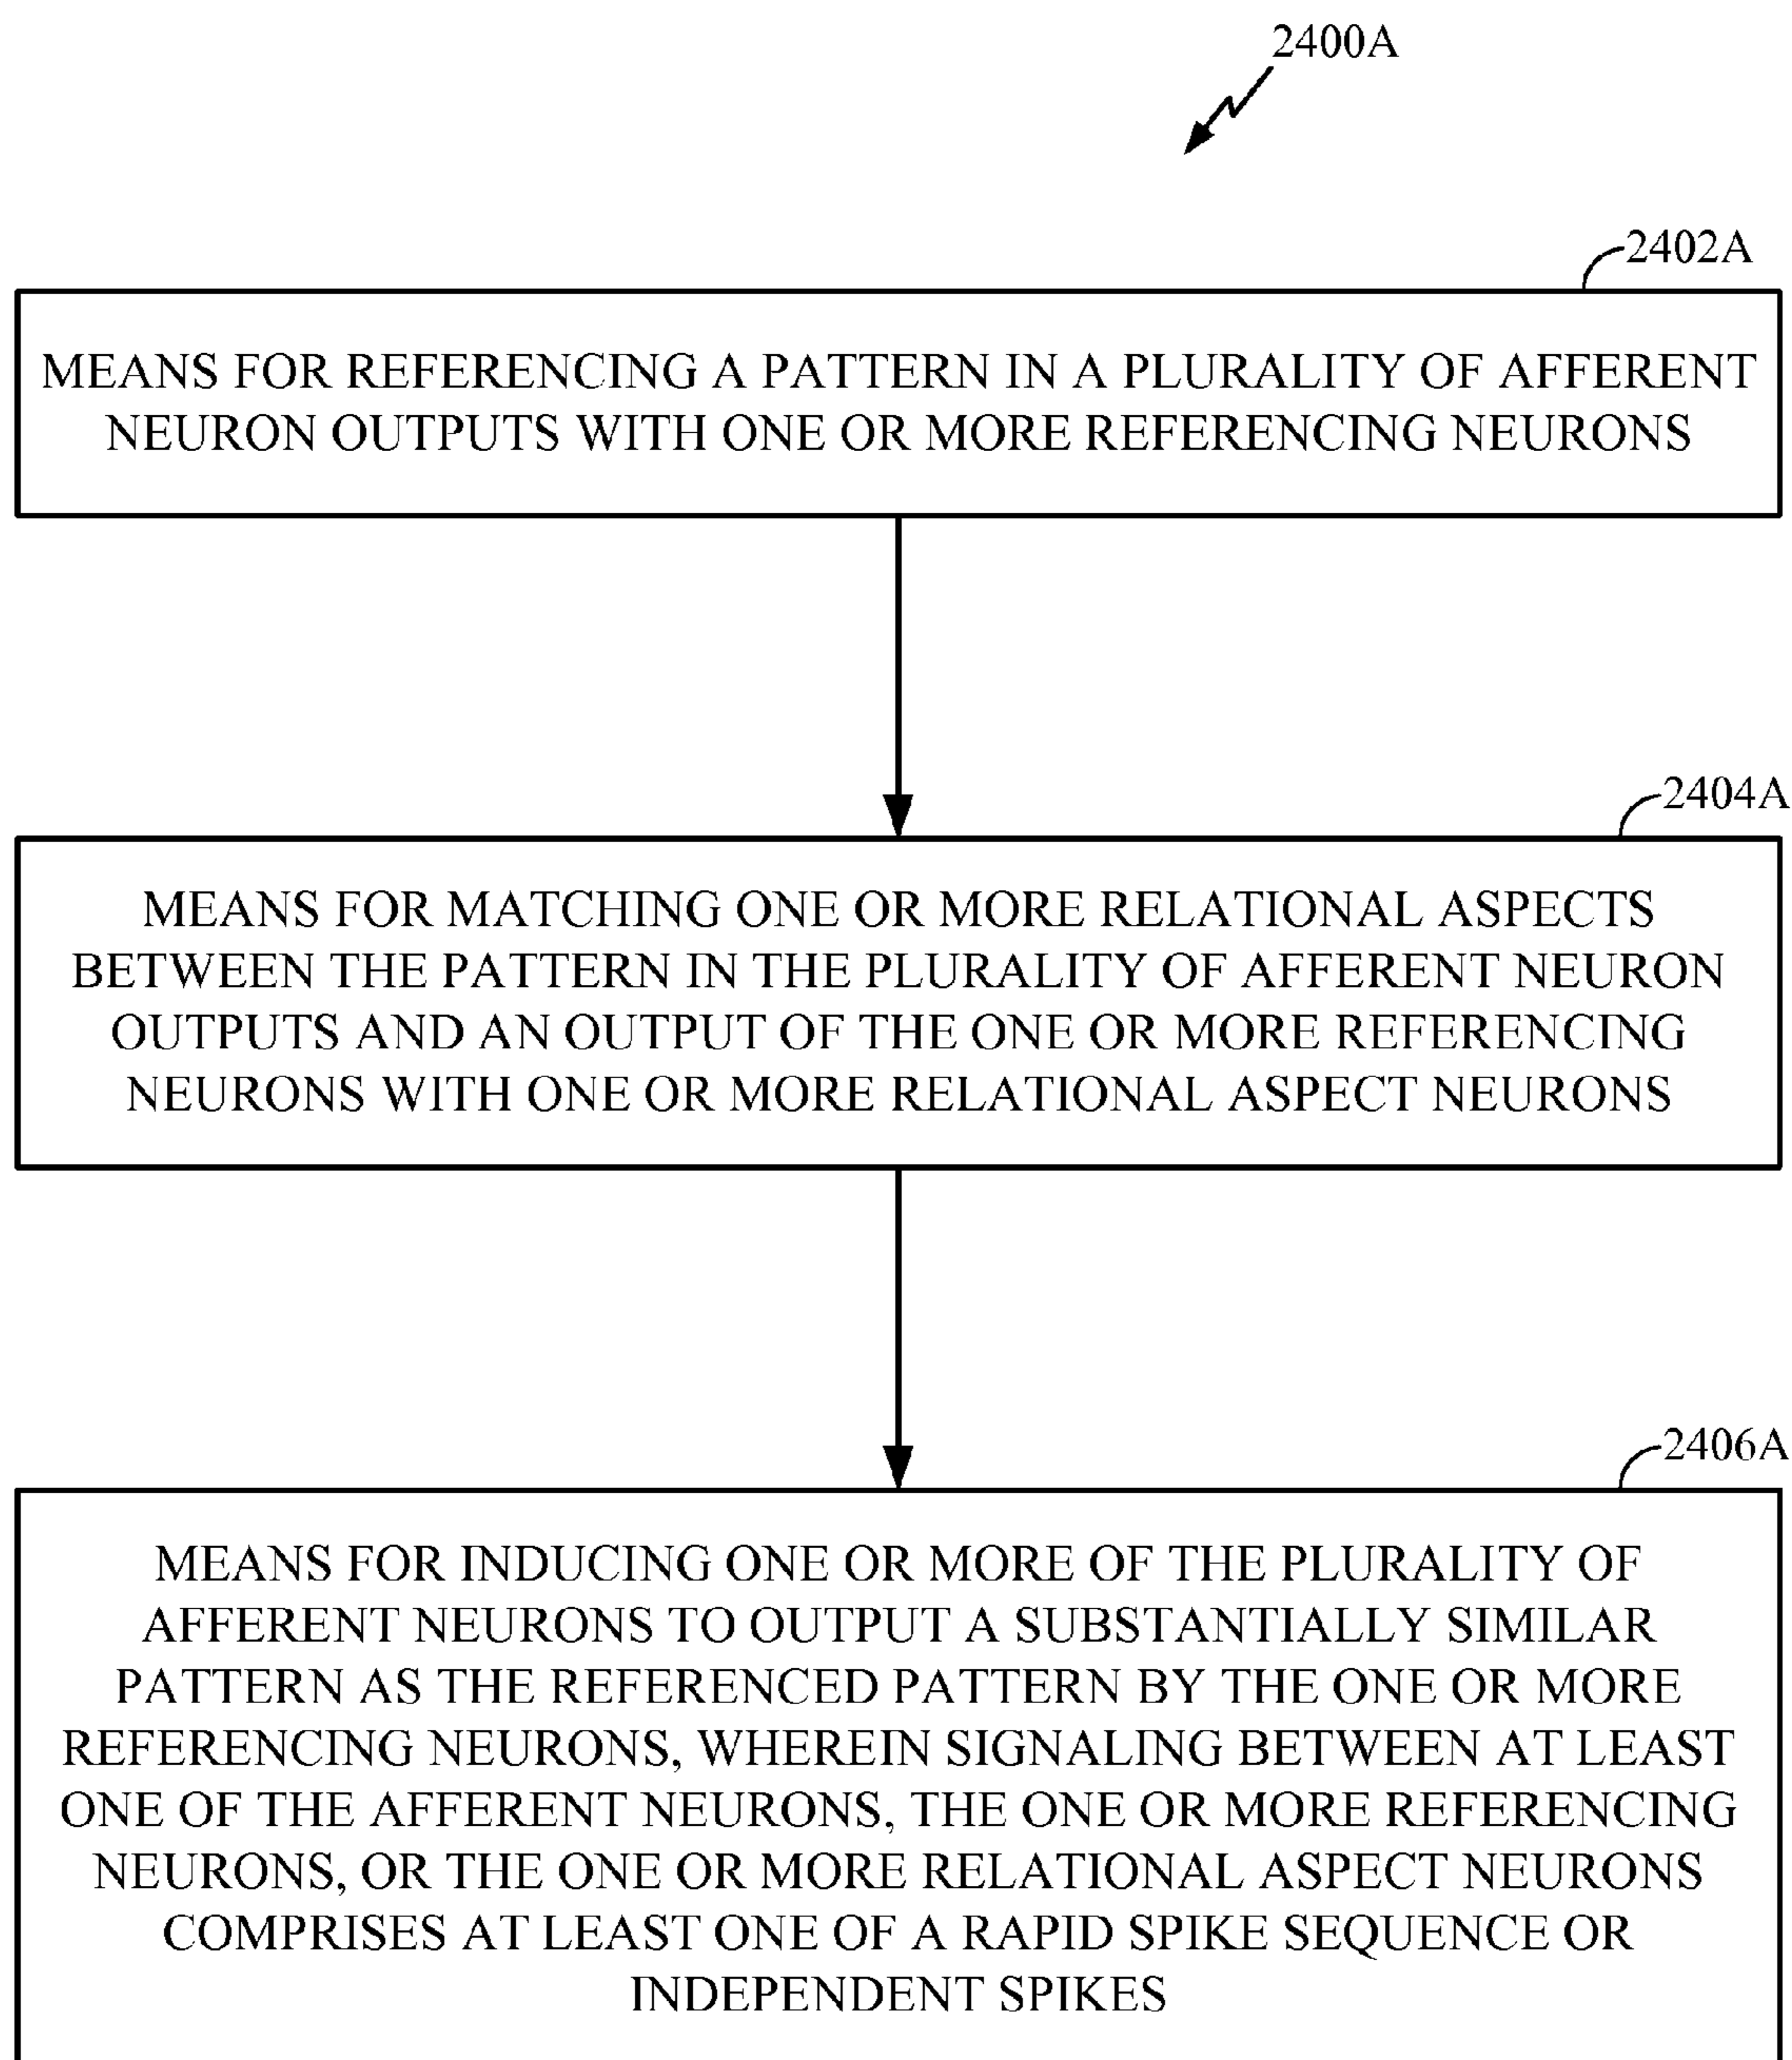 2400A
2402A
MEANS FOR REFERENCING A PATTERN IN A PLURALITY OF AFFERENT
NEURON OUTPUTS WITH ONE OR MORE REFERENCING NEURONS
2404A
MEANS FOR MATCHING ONE OR MORE RELATIONAL ASPECTS
BETWEEN THE PATTERN IN THE PLURALITY OF AFFERENT NEURON
OUTPUTS AND AN OUTPUT OF THE ONE OR MORE REFERENCING
NEURONS WITH ONE OR MORE RELATIONAL ASPECT NEURONS
2406A
MEANS FOR INDUCING ONE OR MORE OF THE PLURALITY OF
AFFERENT NEURONS TO OUTPUT A SUBSTANTIALLY SIMILAR
PATTERN AS THE REFERENCED PATTERN BY THE ONE OR MORE
REFERENCING NEURONS, WHEREIN SIGNALING BETWEEN AT LEAST
ONE OF THE AFFERENT NEURONS, THE ONE OR MORE REFERENCING
NEURONS, OR THE ONE OR MORE RELATIONAL ASPECT NEURONS
COMPRISES AT LEAST ONE OF A RAPID SPIKE SEQUENCE OR
INDEPENDENT SPIKES